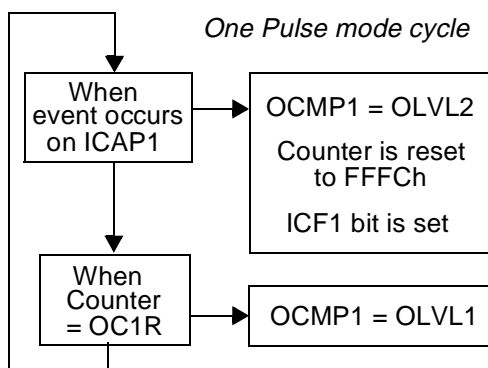 One Pulse mode cycle
When
event occurs
on ICAP1
OCMP1 = OLVL2
Counter is reset
to FFFCh
ICF1 bit is set
When
Counter
= OC1R
OCMP1 = OLVL1